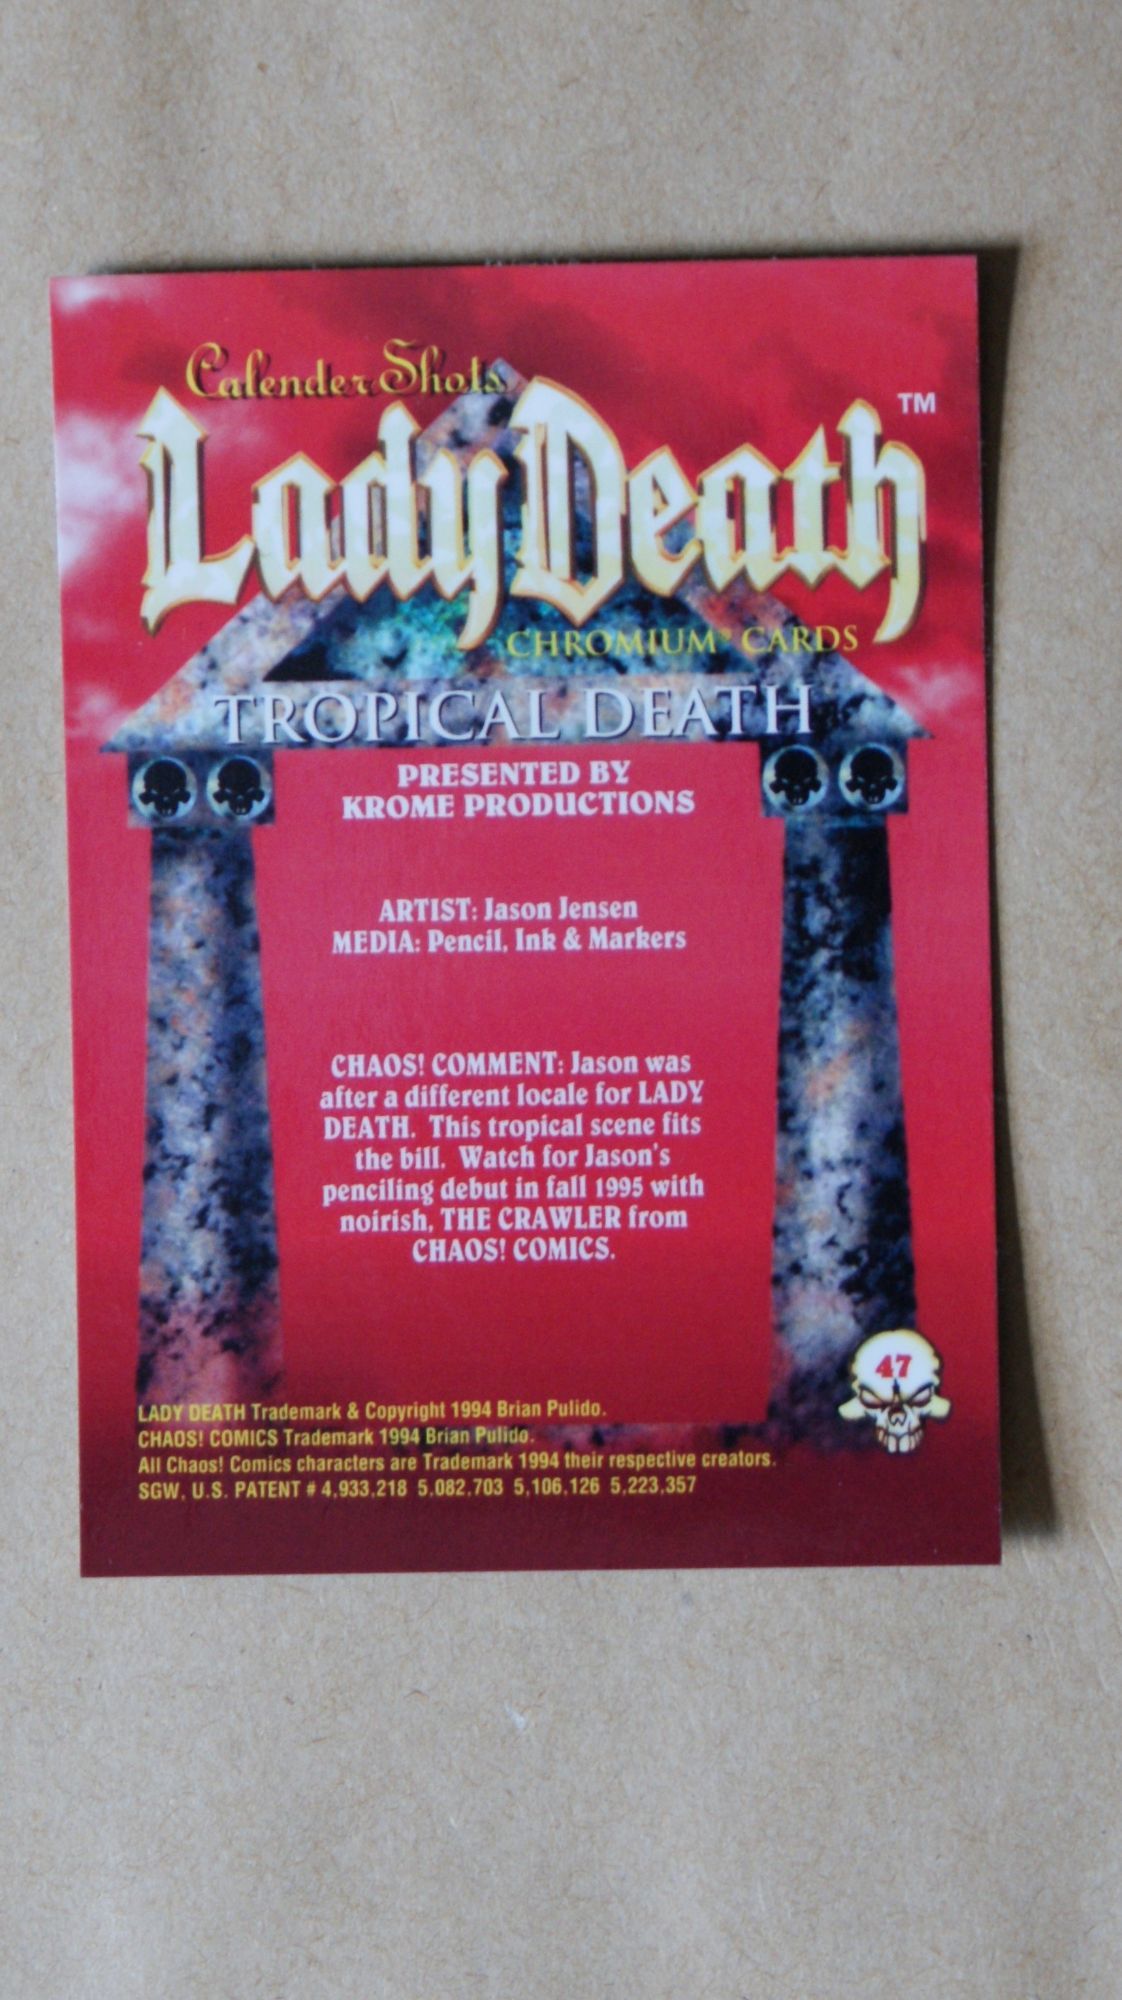 Calender Shots
Lady Death
TM
CHROMIUM® CARDS
TROPICAL DEATH
PRESENTED BY
KROME PRODUCTIONS
ARTIST: Jason Jensen
MEDIA: Pencil, Ink & Markers
CHAOS! COMMENT: Jason was
after a different locale for LADY
DEATH. This tropical scene fits
the bill. Watch for Jason's
penciling debut in fall 1995 with
noirish, THE CRAWLER from
CHAOS! COMICS.
47
LADY DEATH Trademark & Copyright 1994 Brian Pulido.
CHAOS! COMICS Trademark 1994 Brian Pulido.
All Chaos! Comics characters are Trademark 1994 their respective creators.
SGW, U.S. PATENT # 4,933,218 5,082,703 5,106,126 5,223,357